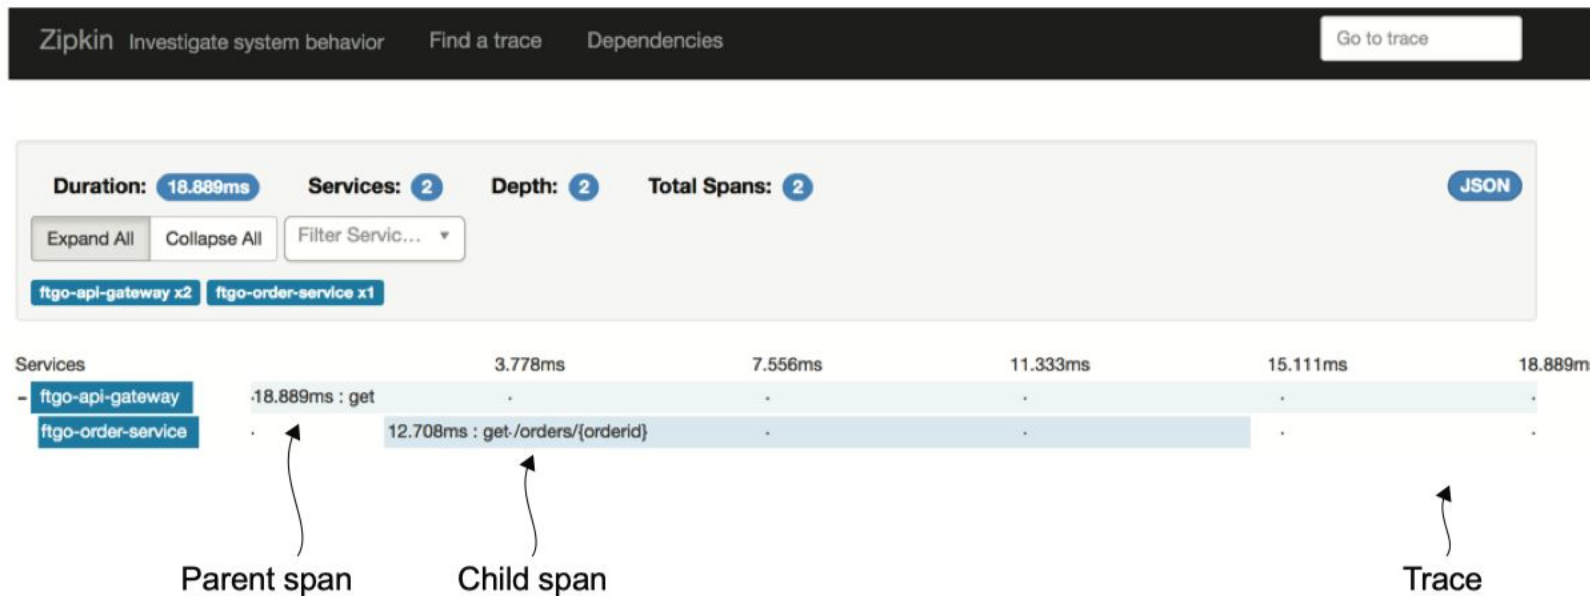 Zipkin Investigate system behavior Find a trace Dependencies Go to trace
Duration: 18.889ms Services: 2 Depth: 2 Total Spans: 2 JSON
Expand All Collapse All Filter Servic...
ftgo-api-gateway x2 ftgo-order-service x1
Services 3.778ms 7.556ms 11.333ms 15.111ms 18.889m
- ftgo-api-gateway 18.889ms : get
ftgo-order-service 12.708ms : get /orders/{orderid}
Parent span Child span Trace